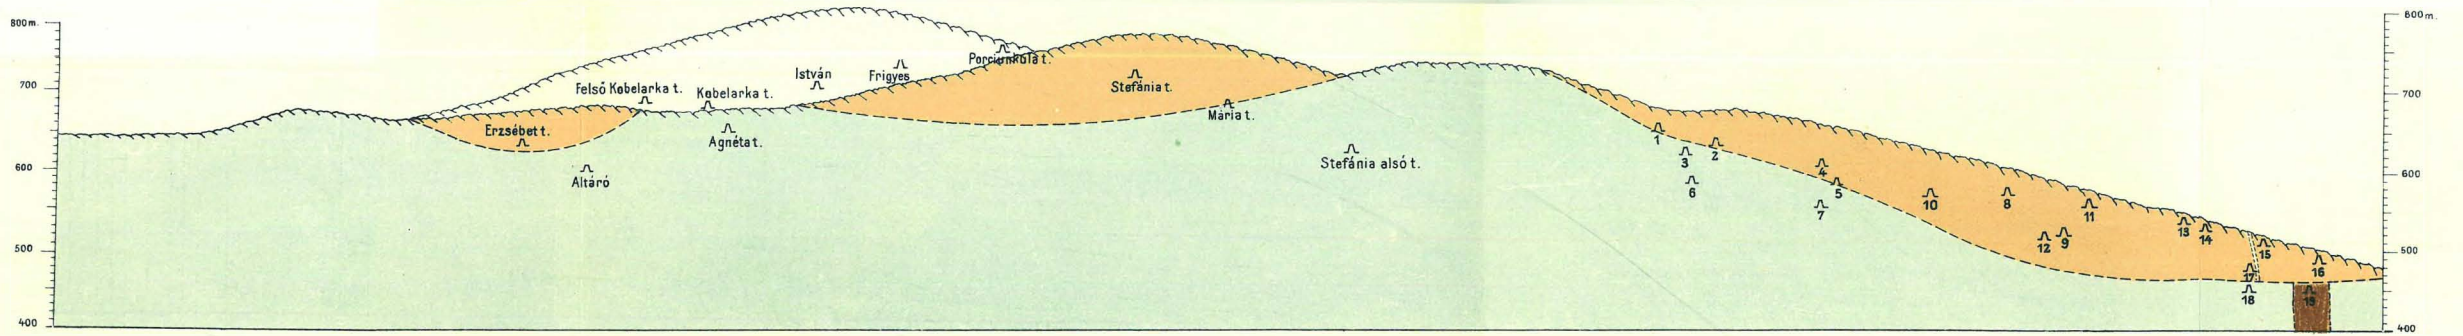 800 m.
700
600
500
400
Felső Kobelarka t.
Kobelarka t.
István
Frigyes
Porciunkula t.
Erzsébet t.
Altáró
Agnéta t.
Stefánia t.
Mária t.
Stefánia alsó t.
1
2
3
4
5
6
7
8
9
10
11
12
13
14
15
16
17
18
19
800 m.
700
600
500
400